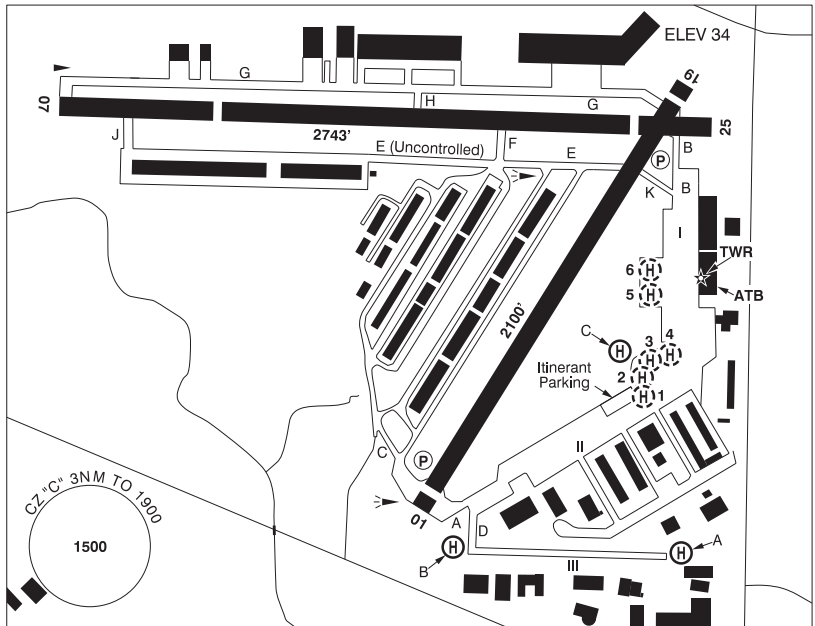 ELEV 34
G
19
07
H
G
25
J
2743'
F
B
E (Uncontrolled)
E
P
K
B
I
TWR
6 H
5 H
ATB
2100'
C
H
3
4
H
H
2 H
Itinerant
Parking
H 1
II
C
P
CZ "C" 3NM TO 1900
1500
01
A
D
H
B
III
H
A